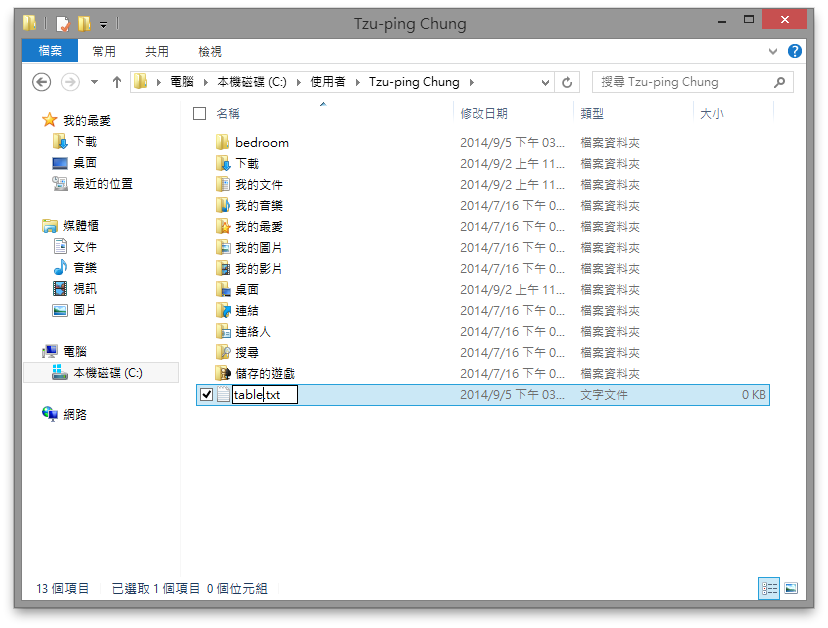 Tzu-ping Chung
檔案 常用 共用 檢視
電腦 本機磁碟 (C:) 使用者 Tzu-ping Chung 搜尋 Tzu-ping Chung
我的最愛
下載
桌面
最近的位置
媒體櫃
文件
音樂
視訊
圖片
電腦
本機磁碟 (C:)
網路
名稱 修改日期 類型 大小
bedroom 2014/9/5 下午 03... 檔案資料夾
下載 2014/9/2 上午 11... 檔案資料夾
我的文件 2014/9/2 上午 11... 檔案資料夾
我的音樂 2014/7/16 下午 0... 檔案資料夾
我的最愛 2014/7/16 下午 0... 檔案資料夾
我的圖片 2014/7/16 下午 0... 檔案資料夾
我的影片 2014/7/16 下午 0... 檔案資料夾
桌面 2014/9/2 上午 11... 檔案資料夾
連結 2014/7/16 下午 0... 檔案資料夾
連絡人 2014/7/16 下午 0... 檔案資料夾
搜尋 2014/7/16 下午 0... 檔案資料夾
儲存的遊戲 2014/7/16 下午 0... 檔案資料夾
table.txt 2014/9/5 下午 03... 文字文件 0 KB
13 個項目 已選取 1 個項目 0 個位元組